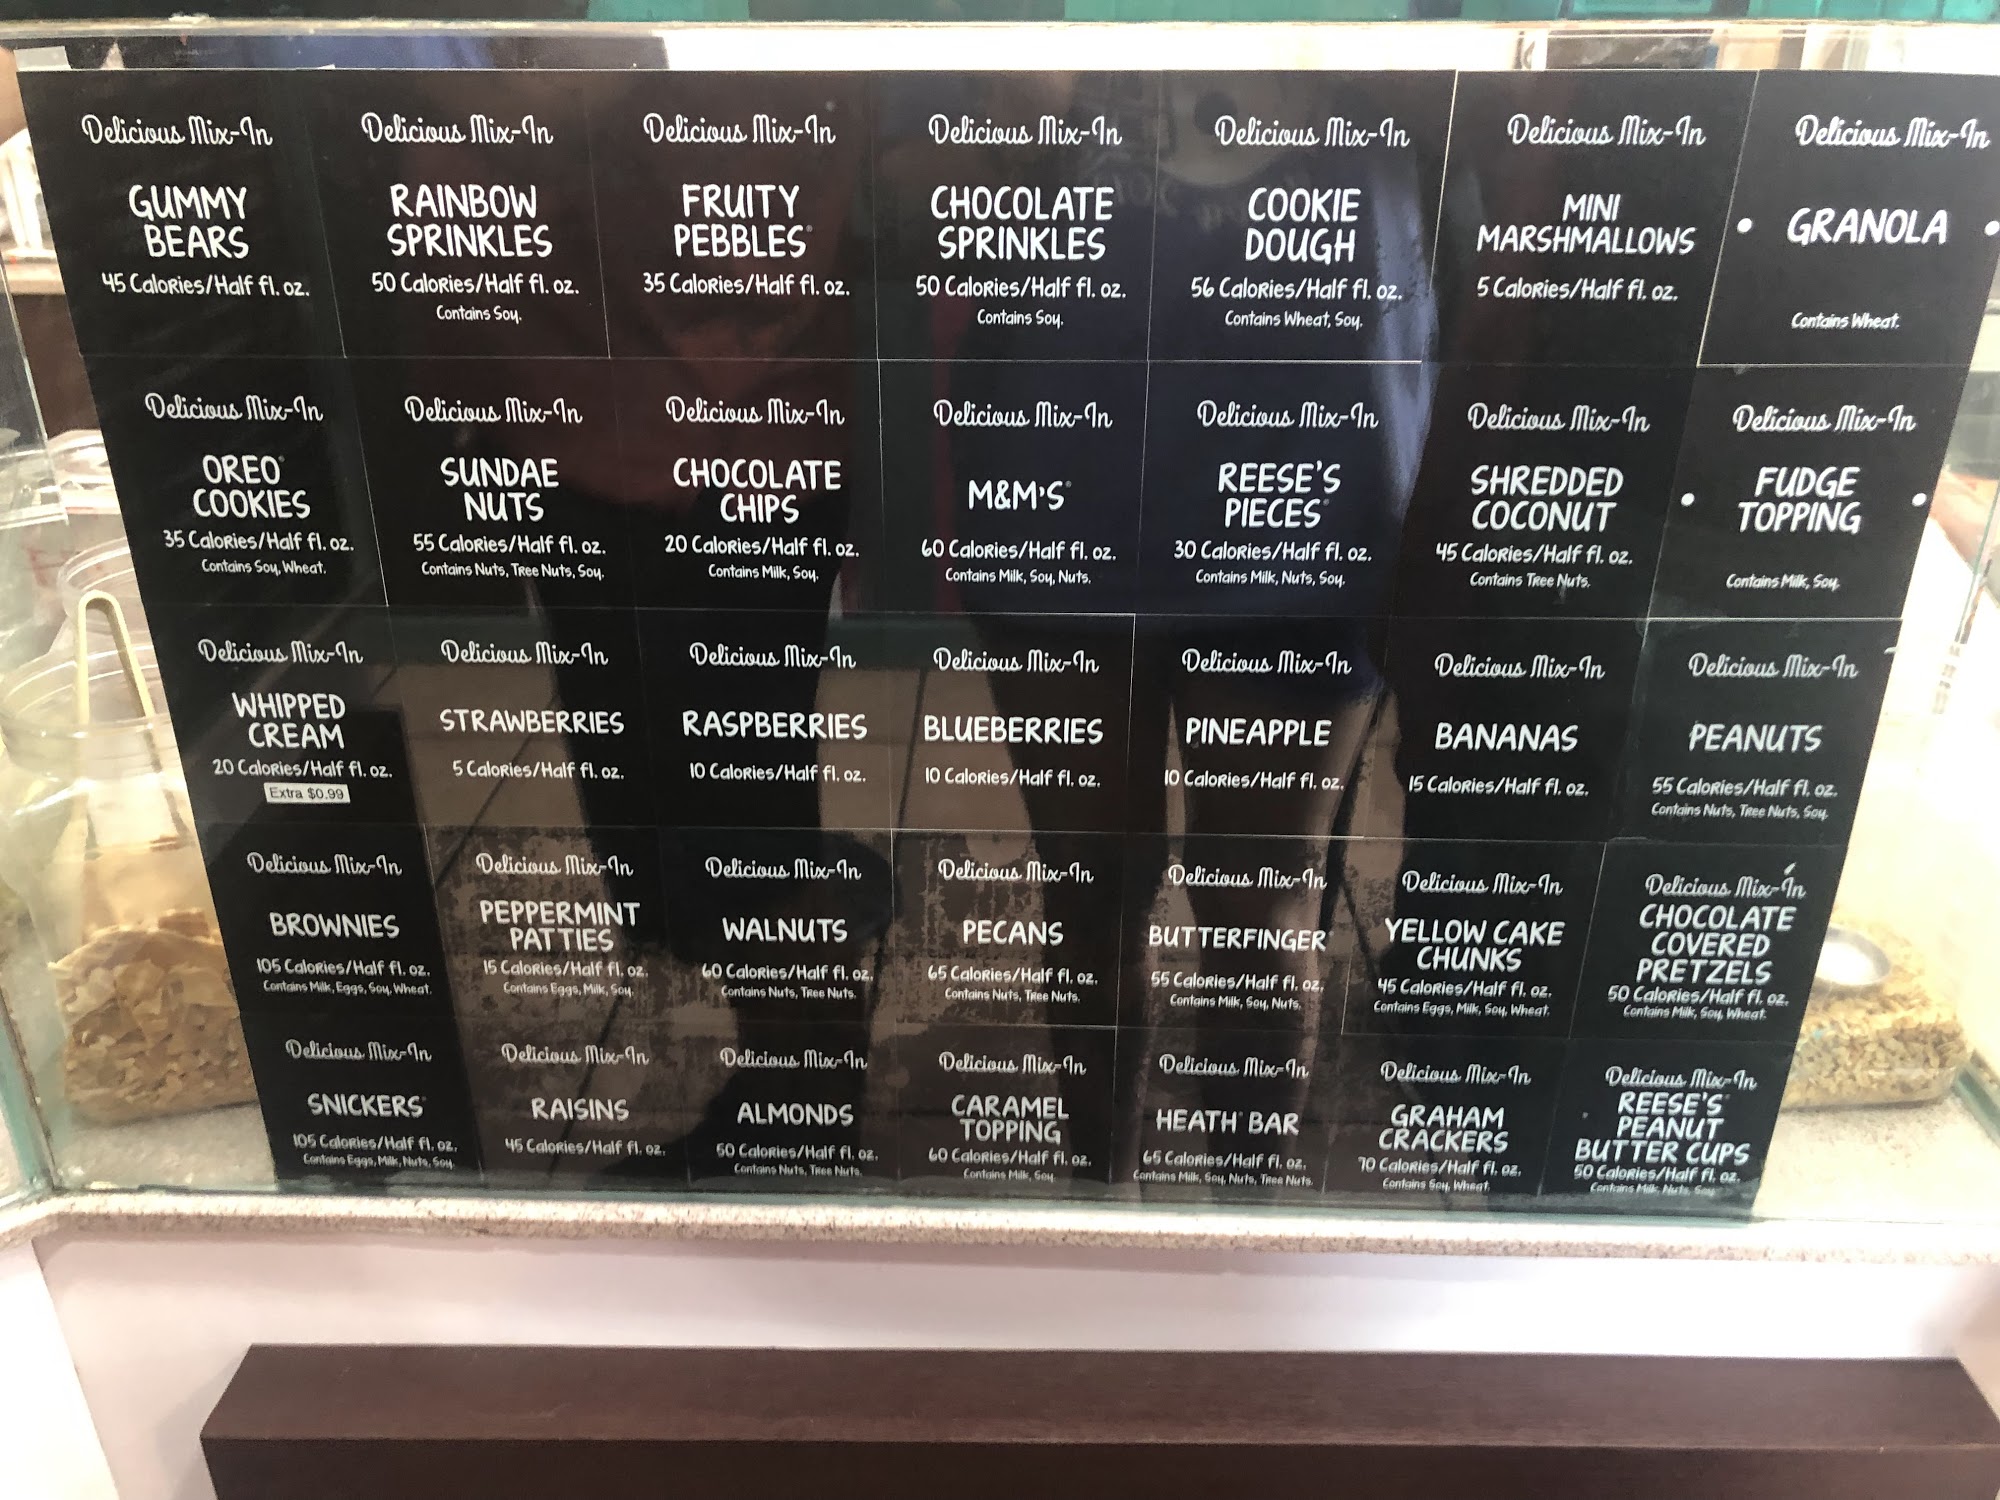 Delicious Mix-In
GUMMY
BEARS
45 Calories/Half fl. oz.
Delicious Mix-In
RAINBOW
SPRINKLES
50 Calories/Half fl. oz.
Contains Soy.
Delicious Mix-In
FRUITY
PEBBLES®
35 Calories/Half fl. oz.
Delicious Mix-In
CHOCOLATE
SPRINKLES
50 Calories/Half fl. oz.
Contains Soy.
Delicious Mix-In
COOKIE
DOUGH
56 Calories/Half fl. oz.
Contains Wheat, Soy.
Delicious Mix-In
MINI
MARSHMALLOWS
5 Calories/Half fl. oz.
Delicious Mix-In
• GRANOLA •
Contains Wheat.
Delicious Mix-In
OREO®
COOKIES
35 Calories/Half fl. oz.
Contains Soy, Wheat.
Delicious Mix-In
SUNDAE
NUTS
55 Calories/Half fl. oz.
Contains Nuts, Tree Nuts, Soy.
Delicious Mix-In
CHOCOLATE
CHIPS
20 Calories/Half fl. oz.
Contains Milk, Soy.
Delicious Mix-In
M&M'S®
60 Calories/Half fl. oz.
Contains Milk, Soy, Nuts.
Delicious Mix-In
REESE'S
PIECES®
30 Calories/Half fl. oz.
Contains Milk, Nuts, Soy.
Delicious Mix-In
SHREDDED
COCONUT
45 Calories/Half fl. oz.
Contains Tree Nuts.
Delicious Mix-In
• FUDGE •
TOPPING
Contains Milk, Soy.
Delicious Mix-In
WHIPPED
CREAM
20 Calories/Half fl. oz.
Extra $0.99
Delicious Mix-In
STRAWBERRIES
5 Calories/Half fl. oz.
Delicious Mix-In
RASPBERRIES
10 Calories/Half fl. oz.
Delicious Mix-In
BLUEBERRIES
10 Calories/Half fl. oz.
Delicious Mix-In
PINEAPPLE
10 Calories/Half fl. oz.
Delicious Mix-In
BANANAS
15 Calories/Half fl. oz.
Delicious Mix-In
PEANUTS
55 Calories/Half fl. oz.
Contains Nuts, Tree Nuts, Soy.
Delicious Mix-In
BROWNIES
105 Calories/Half fl. oz.
Contains Milk, Eggs, Soy, Wheat.
Delicious Mix-In
PEPPERMINT
PATTIES
15 Calories/Half fl. oz.
Contains Eggs, Milk, Soy.
Delicious Mix-In
WALNUTS
60 Calories/Half fl. oz.
Contains Nuts, Tree Nuts.
Delicious Mix-In
PECANS
65 Calories/Half fl. oz.
Contains Nuts, Tree Nuts.
Delicious Mix-In
BUTTERFINGER®
55 Calories/Half fl. oz.
Contains Milk, Soy, Nuts.
Delicious Mix-In
YELLOW CAKE
CHUNKS
45 Calories/Half fl. oz.
Contains Eggs, Milk, Soy, Wheat.
Delicious Mix-In
CHOCOLATE
COVERED
PRETZELS
50 Calories/Half fl. oz.
Contains Milk, Soy, Wheat.
Delicious Mix-In
SNICKERS®
105 Calories/Half fl. oz.
Contains Eggs, Milk, Nuts, Soy.
Delicious Mix-In
RAISINS
45 Calories/Half fl. oz.
Delicious Mix-In
ALMONDS
50 Calories/Half fl. oz.
Contains Nuts, Tree Nuts.
Delicious Mix-In
CARAMEL
TOPPING
60 Calories/Half fl. oz.
Contains Milk, Soy.
Delicious Mix-In
HEATH® BAR
65 Calories/Half fl. oz.
Contains Milk, Soy, Nuts, Tree Nuts.
Delicious Mix-In
GRAHAM
CRACKERS
70 Calories/Half fl. oz.
Contains Soy, Wheat.
Delicious Mix-In
REESE'S®
PEANUT
BUTTER CUPS
50 Calories/Half fl. oz.
Contains Milk, Nuts, Soy